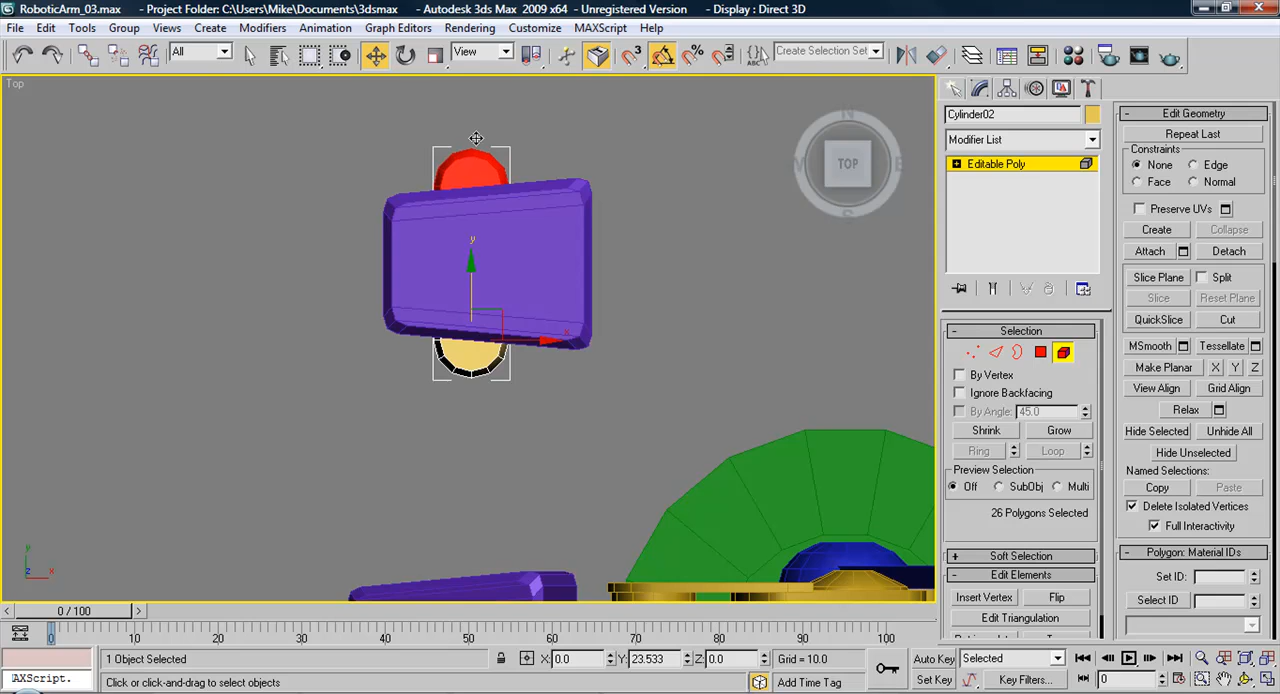 RoboticArm_03.max - Project Folder: C:\Users\Mike\Documents\3dsmax - Autodesk 3ds Max 2009 x64 - Unregistered Version - Display : Direct 3D
File Edit Tools Group Views Create Modifiers Animation Graph Editors Rendering Customize MAXScript Help
All View 3 % ABC Create Selection Set
Top
N
TOP
S
y
x
y
z x
Cylinder02
Modifier List
Editable Poly
Selection
By Vertex
Ignore Backfacing
By Angle: 45.0
Shrink Grow
Ring Loop
Preview Selection
Off SubObj Multi
26 Polygons Selected
Soft Selection
Edit Elements
Insert Vertex Flip
Edit Triangulation
Edit Geometry
Repeat Last
Constraints
None Edge
Face Normal
Preserve UVs
Create Collapse
Attach Detach
Slice Plane Split
Slice Reset Plane
QuickSlice Cut
MSmooth Tessellate
Make Planar X Y Z
View Align Grid Align
Relax
Hide Selected Unhide All
Hide Unselected
Named Selections:
Copy Paste
Delete Isolated Vertices
Full Interactivity
Polygon: Material IDs
Set ID:
Select ID
0 / 100
0 10 20 30 40 50 60 70 80 90 100
1 Object Selected X: 0.0 Y: 23.533 Z: 0.0 Grid = 10.0 Auto Key Selected
AXScript. Click or click-and-drag to select objects Add Time Tag Set Key Key Filters... 0